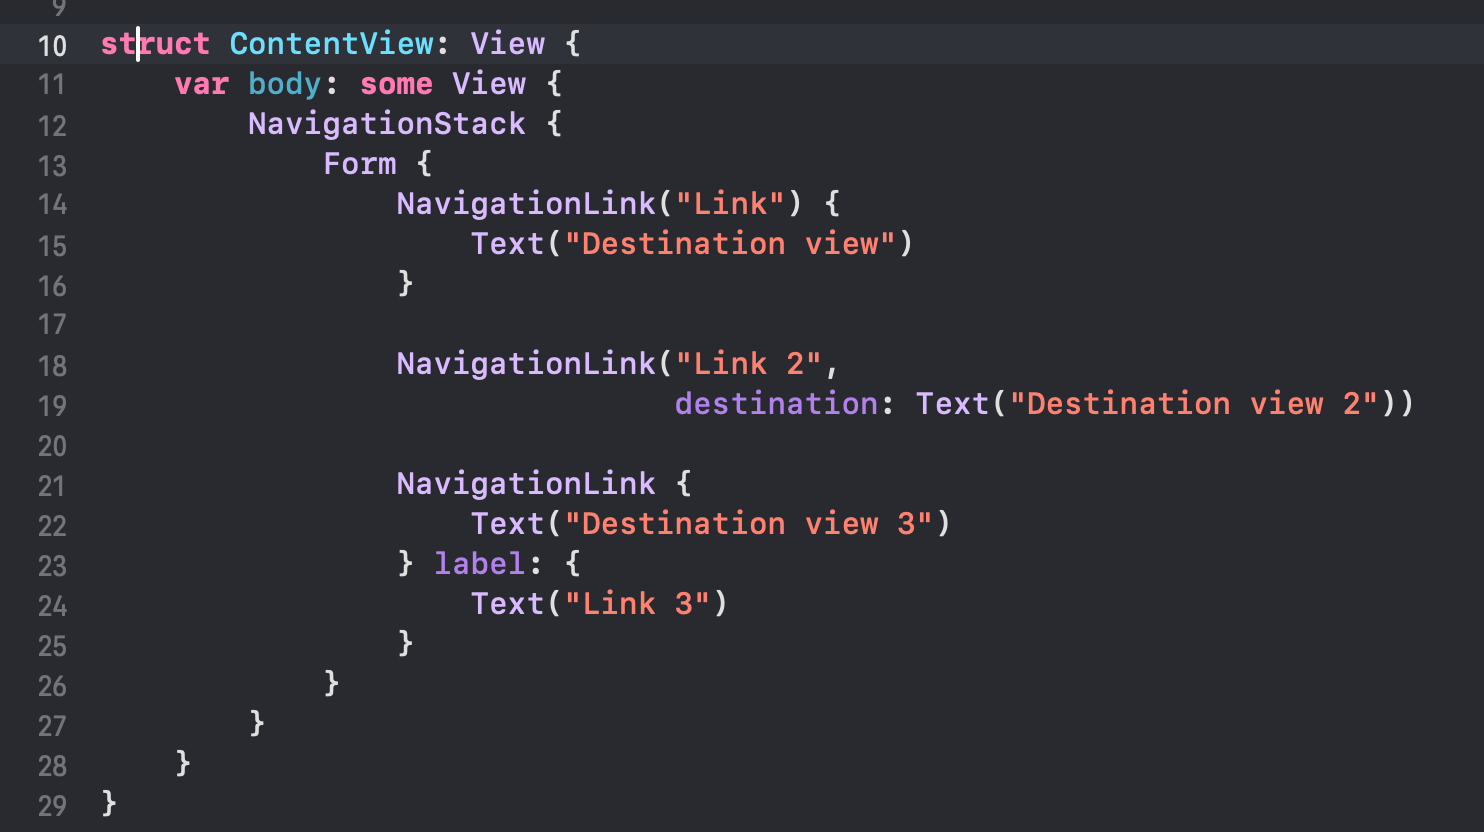 9
10 struct ContentView: View {
11     var body: some View {
12         NavigationStack {
13             Form {
14                 NavigationLink("Link") {
15                     Text("Destination view")
16                 }
17
18                 NavigationLink("Link 2",
19                                destination: Text("Destination view 2"))
20
21                 NavigationLink {
22                     Text("Destination view 3")
23                 } label: {
24                     Text("Link 3")
25                 }
26             }
27         }
28     }
29 }